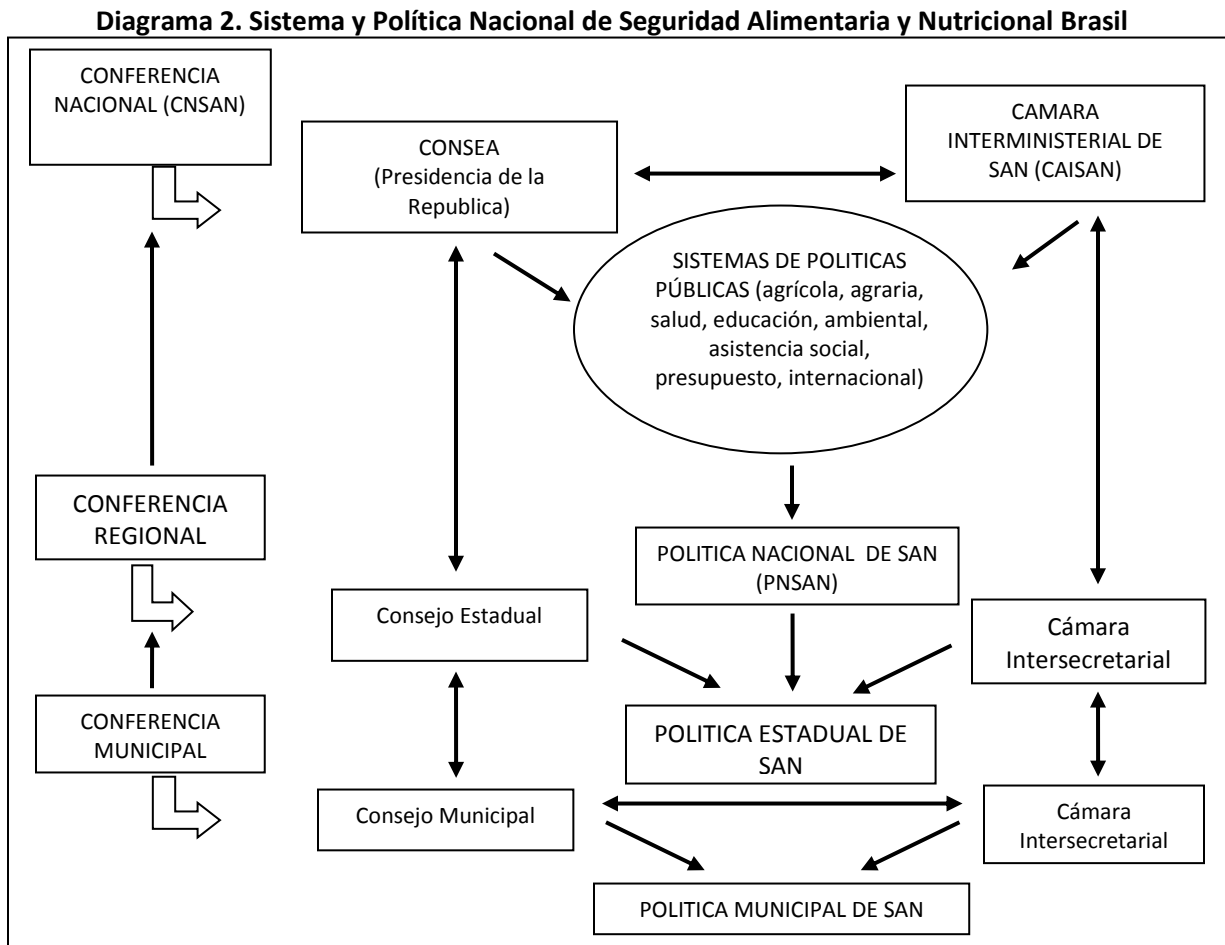 Diagrama 2. Sistema y Política Nacional de Seguridad Alimentaria y Nutricional Brasil
CONFERENCIA
NACIONAL (CNSAN)
CONSEA
(Presidencia de la
Republica)
CAMARA
INTERMINISTERIAL DE
SAN (CAISAN)
SISTEMAS DE POLITICAS
PÚBLICAS (agrícola, agraria,
salud, educación, ambiental,
asistencia social,
presupuesto, internacional)
CONFERENCIA
REGIONAL
POLITICA NACIONAL DE SAN
(PNSAN)
Consejo Estadual
Cámara
Intersecretarial
CONFERENCIA
MUNICIPAL
POLITICA ESTADUAL DE
SAN
Consejo Municipal
Cámara
Intersecretarial
POLITICA MUNICIPAL DE SAN